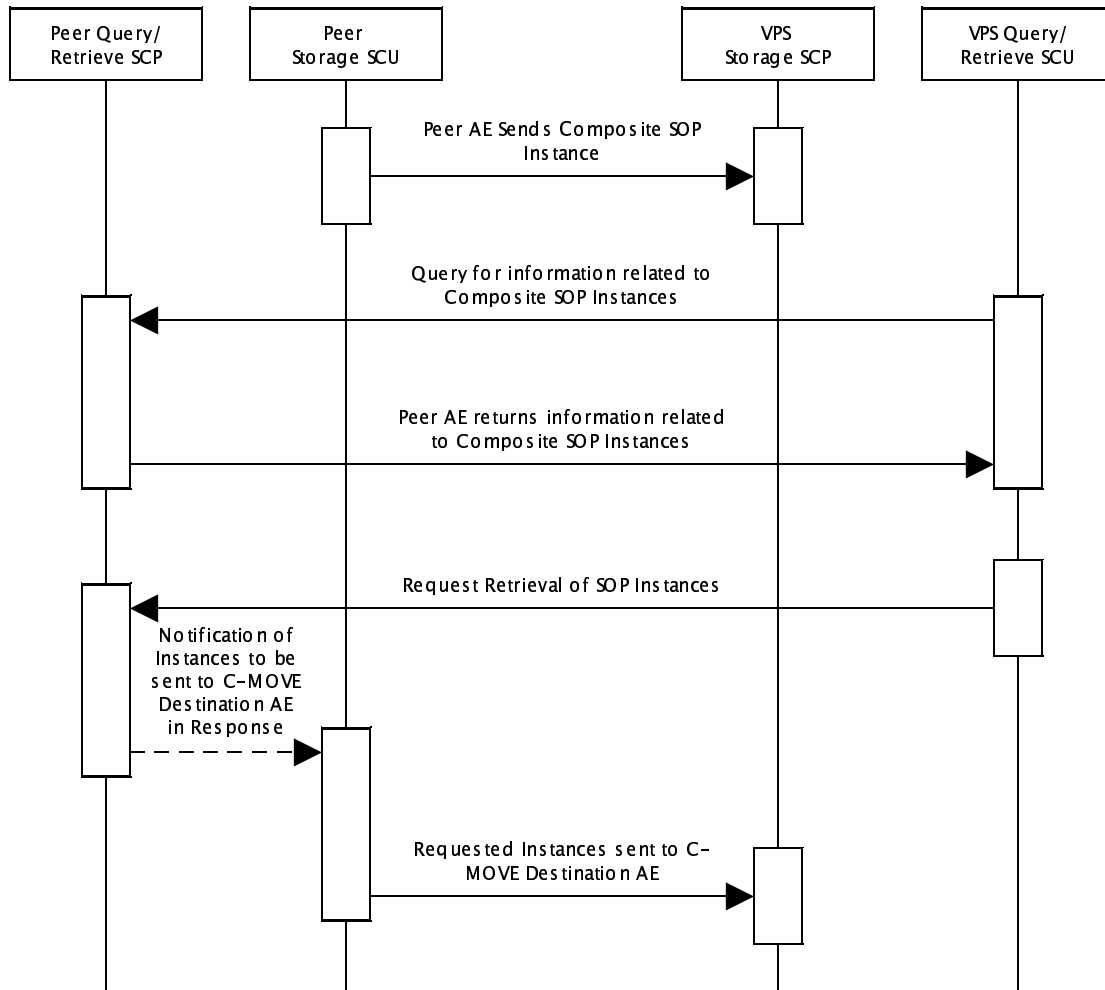 Peer Query/
Retrieve SCP
Peer
Storage SCU
VPS
Storage SCP
VPS Query/
Retrieve SCU
Peer AE Sends Composite SOP
Instance
Query for information related to
Composite SOP Instances
Peer AE returns information related
to Composite SOP Instances
Request Retrieval of SOP Instances
Notification of
Instances to be
sent to C-MOVE
Destination AE
in Response
Requested Instances sent to C-
MOVE Destination AE